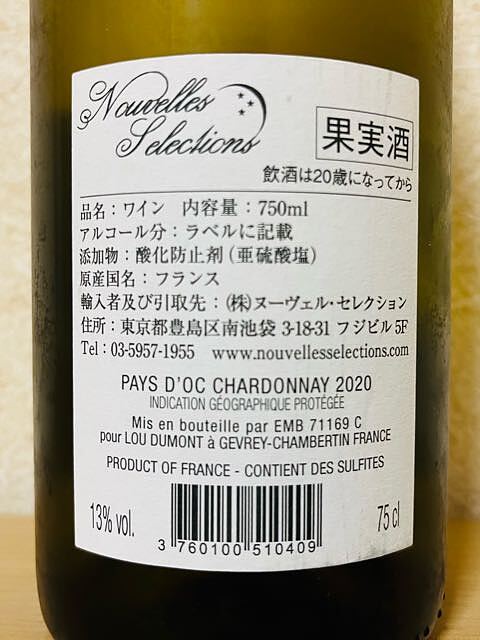 Nouvelles
Selections
果実酒
飲酒は20歳になってから
品名：ワイン 内容量：750ml
アルコール分：ラベルに記載
添加物：酸化防止剤（亜硫酸塩）
原産国名：フランス
輸入者及び引取先：(株)ヌーヴェル・セレクション
住所：東京都豊島区南池袋 3-18-31 フジビル 5F
Tel：03-5957-1955 www.nouvellesselections.com
PAYS D'OC CHARDONNAY 2020
INDICATION GÉOGRAPHIQUE PROTÉGÉE
Mis en bouteille par EMB 71169 C
pour LOU DUMONT à GEVREY-CHAMBERTIN FRANCE
PRODUCT OF FRANCE - CONTIENT DES SULFITES
13% vol.
75 cl
3 760100 510409